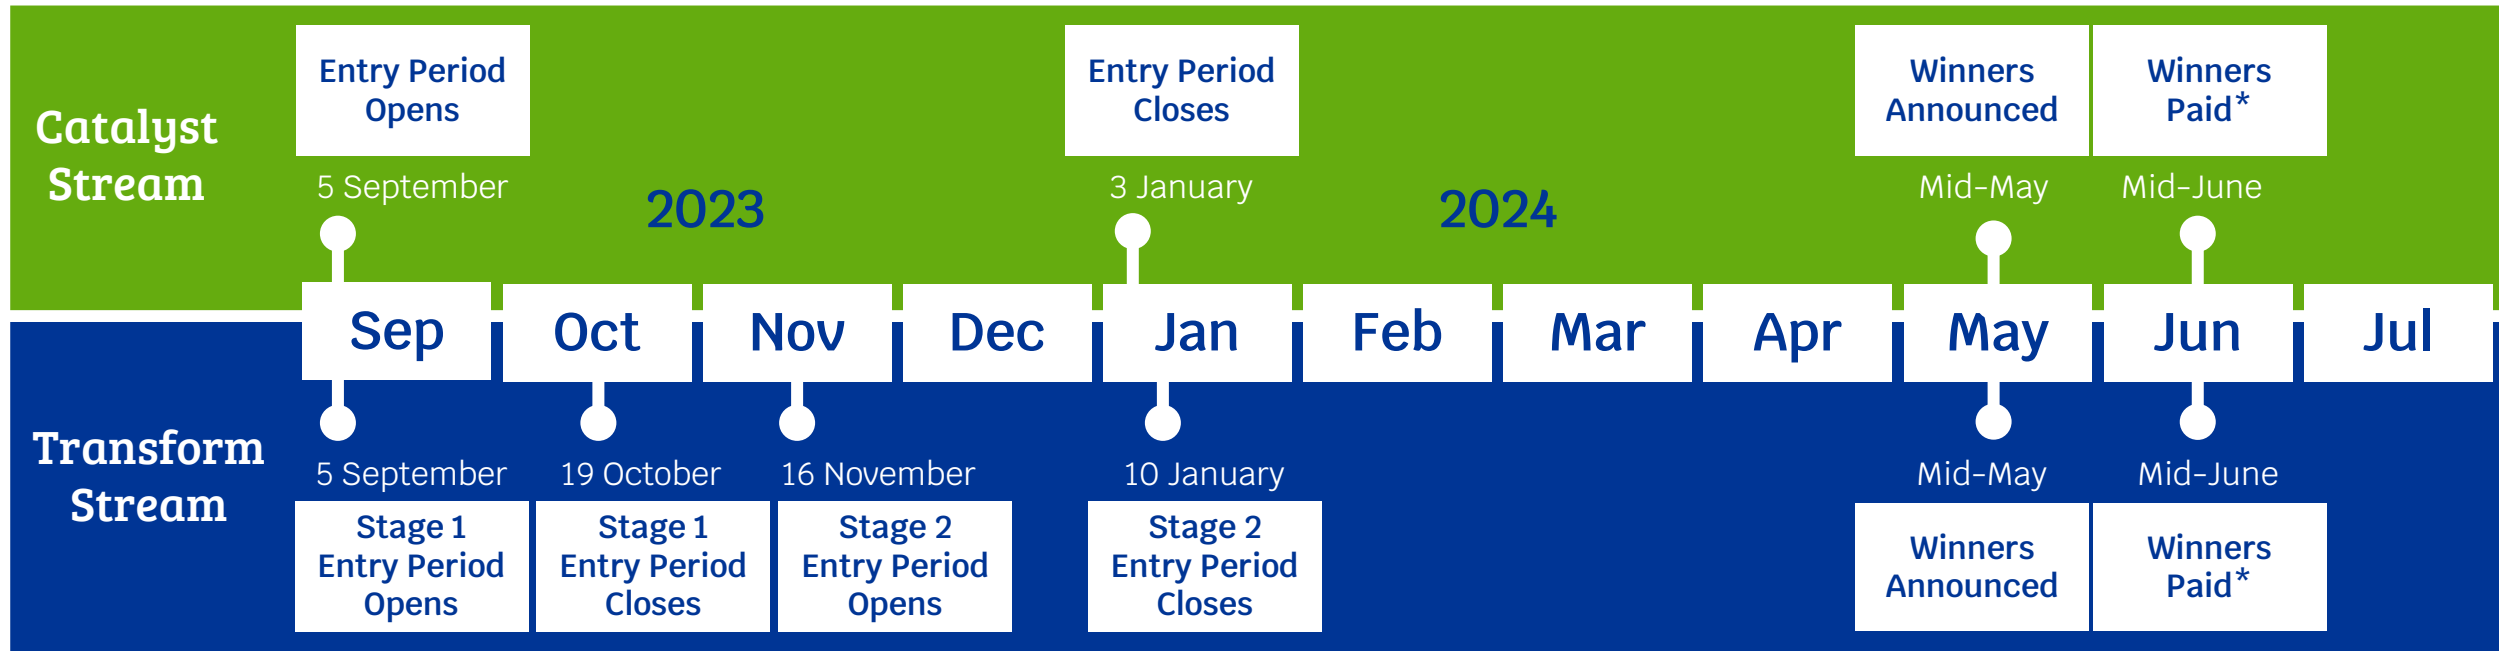 Catalyst
Stream
Entry Period
Opens
5 September
2023
Entry Period
Closes
3 January
2024
Winners
Announced
Mid-May
Winners
Paid*
Mid-June
Sep
Oct
Nov
Dec
Jan
Feb
Mar
Apr
May
Jun
Jul
Transform
Stream
5 September
Stage 1
Entry Period
Opens
19 October
Stage 1
Entry Period
Closes
16 November
Stage 2
Entry Period
Opens
10 January
Stage 2
Entry Period
Closes
Mid-May
Winners
Announced
Mid-June
Winners
Paid*